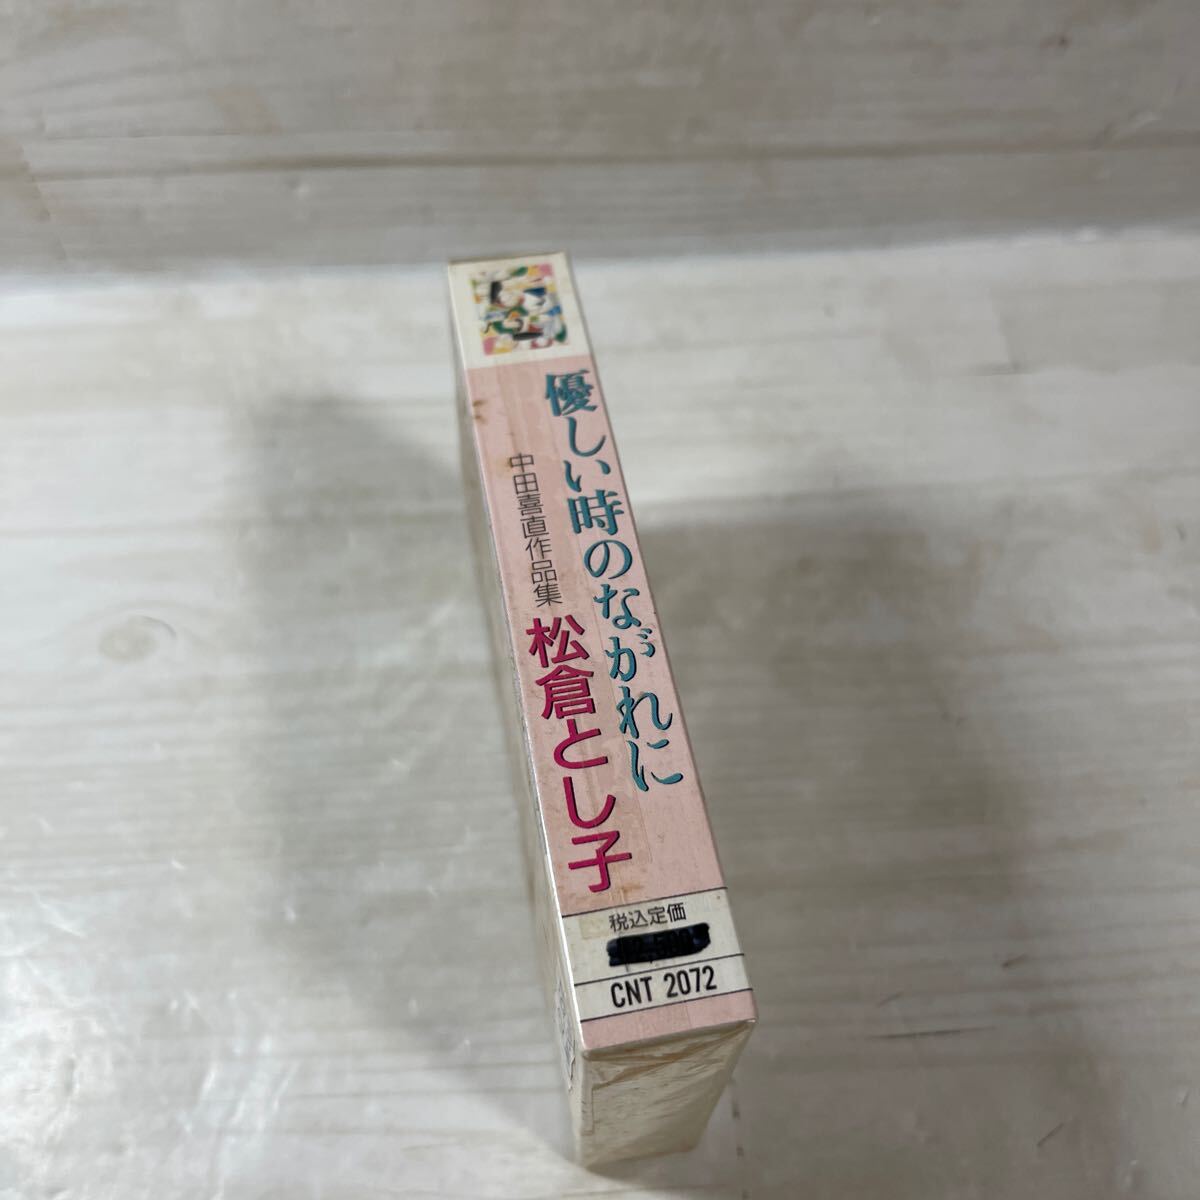 優しい時のながれに
中田喜直作品集
松倉とし子
税込定価
CNT 2072